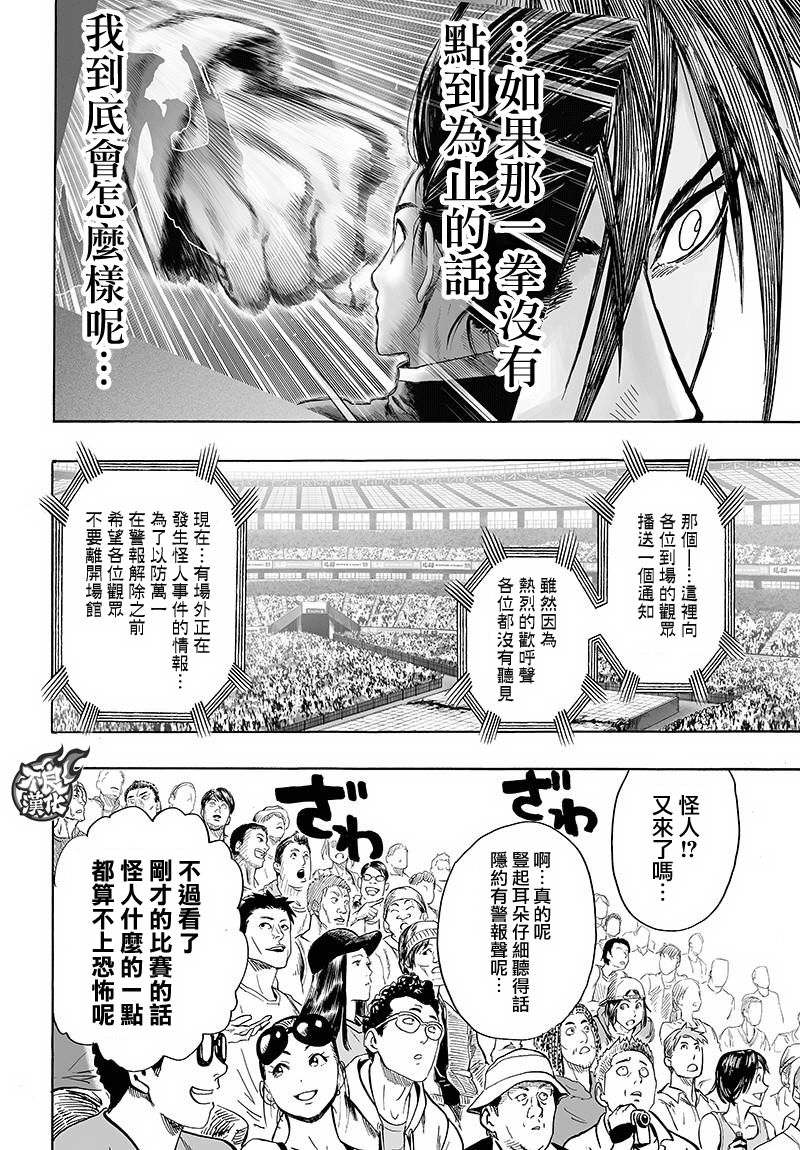 …如果那一拳沒有
點到為止的話
我到底會怎麼樣呢…
那個——…這裡向
各位到場的觀眾
播送一個通知
雖然因為
熱烈的歡呼聲
各位都沒有聽見
現在…有場外正在
發生怪人事件的情報…
為了以防萬一
在警報解除之前
希望各位觀眾
不要離開場館
怪人!?
又來了嗎…
ざわ
ざわ
啊…真的呢
豎起耳朵仔細聽得話
隱約有警報聲呢…
不過看了
剛才的比賽的話
怪人什麼的一點
都算不上恐怖呢
漢化